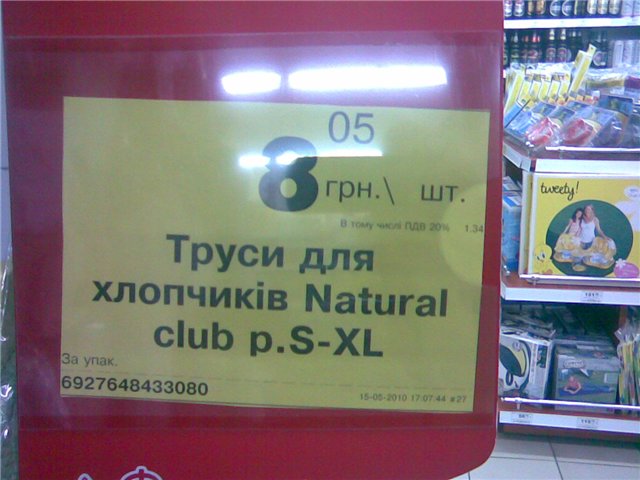 8 05
грн.\ шт.
В тому числі ПДВ 20% 1.34
Труси для
хлопчиків Natural
club р.S-XL
За упак.
6927648433080
15-05-2010 17:07:44 #27
tweety!